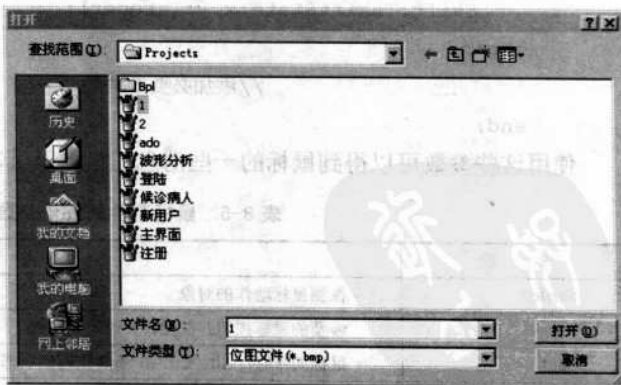 打开
查找范围(I):
Projects
历史
桌面
我的文档
我的电脑
网上邻居
Bpl
1
2
ado
波形分析
登陆
候诊病人
新用户
主界面
注册
文件名(N):
1
打开(O)
文件类型(T):
位图文件(*.bmp)
取消